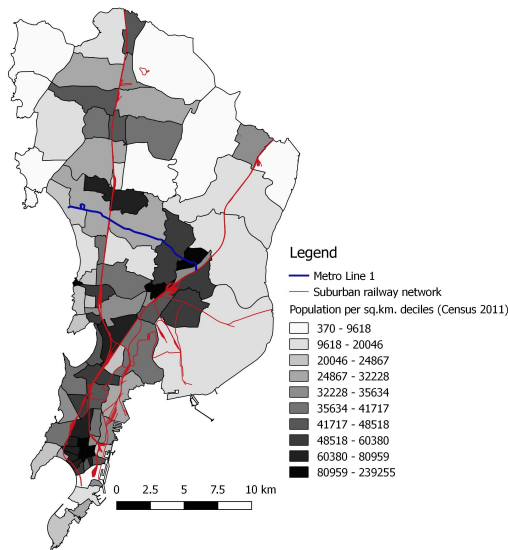 Legend
Metro Line 1
Suburban railway network
Population per sq.km. deciles (Census 2011)
370 - 9618
9618 - 20046
20046 - 24867
24867 - 32228
32228 - 35634
35634 - 41717
41717 - 48518
48518 - 60380
60380 - 80959
80959 - 239255
0 2.5 5 7.5 10 km